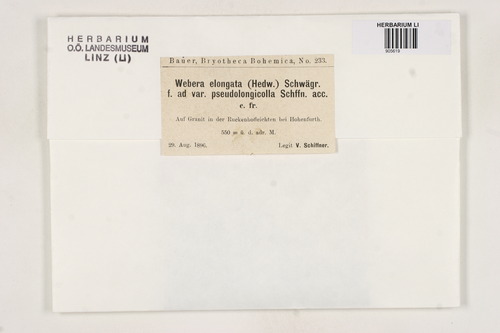 HERBARIUM
O.Ö. LANDESMUSEUM
LINZ (LI)
HERBARIUM LI
Bauer, Bryotheca Bohemica, No. 233.
Webera elongata (Hedw.) Schwägr.
f. ad var. pseudolongicolla Schffn. acc.
c. fr.
Auf Granit in der bei Hohenfurth.
550 m ü. d. adr. M.
29. Aug. 1896. Legit V. Schiffner.